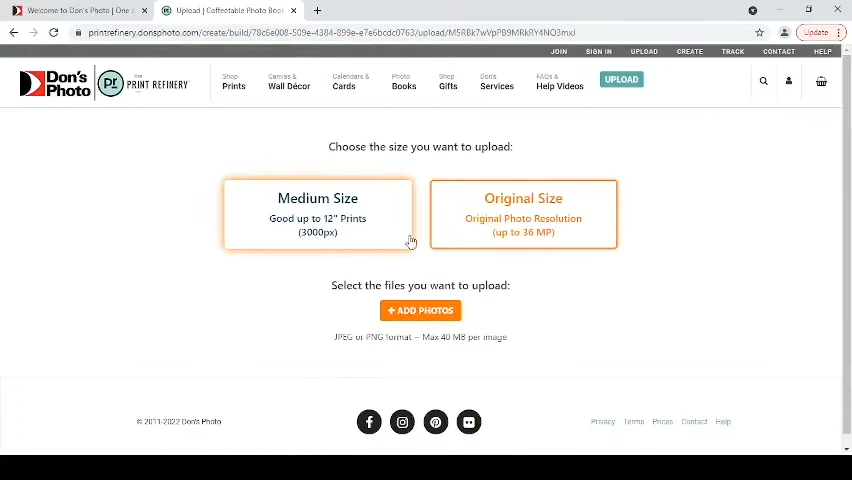 Welcome to Don's Photo | One c
Upload | Coffeetable Photo Boo
printrefinery.donsphoto.com/create/build/78c6e008-509e-4384-899e-e7e6bcdc0763/upload/M5RBk7wVpPB9MRkRY4NO3mxJ
Update
JOIN SIGN IN UPLOAD CREATE TRACK CONTACT HELP
Don's Photo
pr the PRINT REFINERY
Shop Prints
Canvas & Wall Décor
Calendars & Cards
Photo Books
Shop Gifts
Don's Services
FAQs & Help Videos
UPLOAD
Choose the size you want to upload:
Medium Size
Good up to 12" Prints
(3000px)
Original Size
Original Photo Resolution
(up to 36 MP)
Select the files you want to upload:
+ ADD PHOTOS
JPEG or PNG format – Max 40 MB per image
© 2011-2022 Don's Photo
Privacy Terms Prices Contact Help